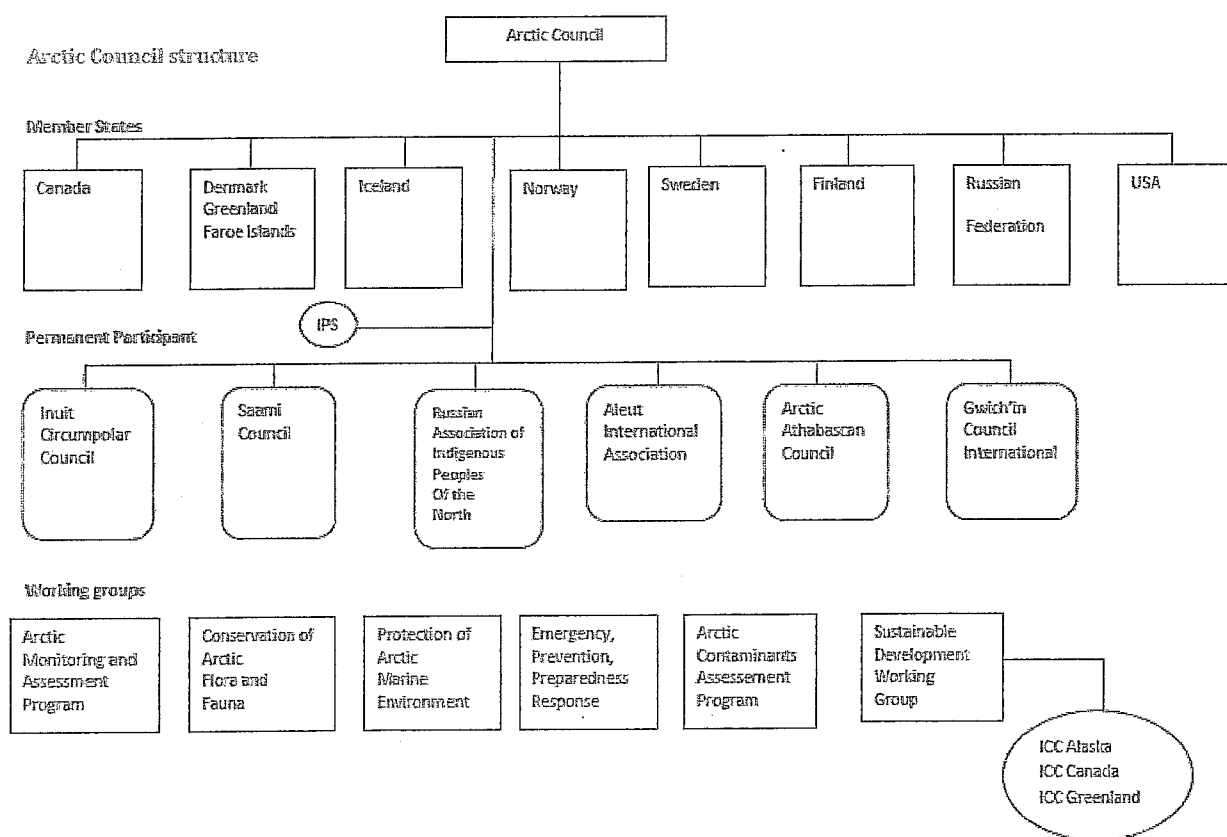 Arctic Council
Arctic Council structure
Member States
Canada
Denmark
Greenland
Faroe Islands
Iceland
Norway
Sweden
Finland
Russian
Federation
USA
IPS
Permanent Participant
Inuit
Circumpolar
Council
Saami
Council
Russian
Association of
Indigenous
Peoples
Of the
North
Aleut
International
Association
Arctic
Athabascan
Council
Gwich'in
Council
International
Working groups
Arctic
Monitoring and
Assessment
Program
Conservation of
Arctic
Flora and
Fauna
Protection of
Arctic
Marine
Environment
Emergency,
Prevention,
Preparedness
Response
Arctic
Contaminants
Assessement
Program
Sustainable
Development
Working
Group
ICC Alaska
ICC Canada
ICC Greenland